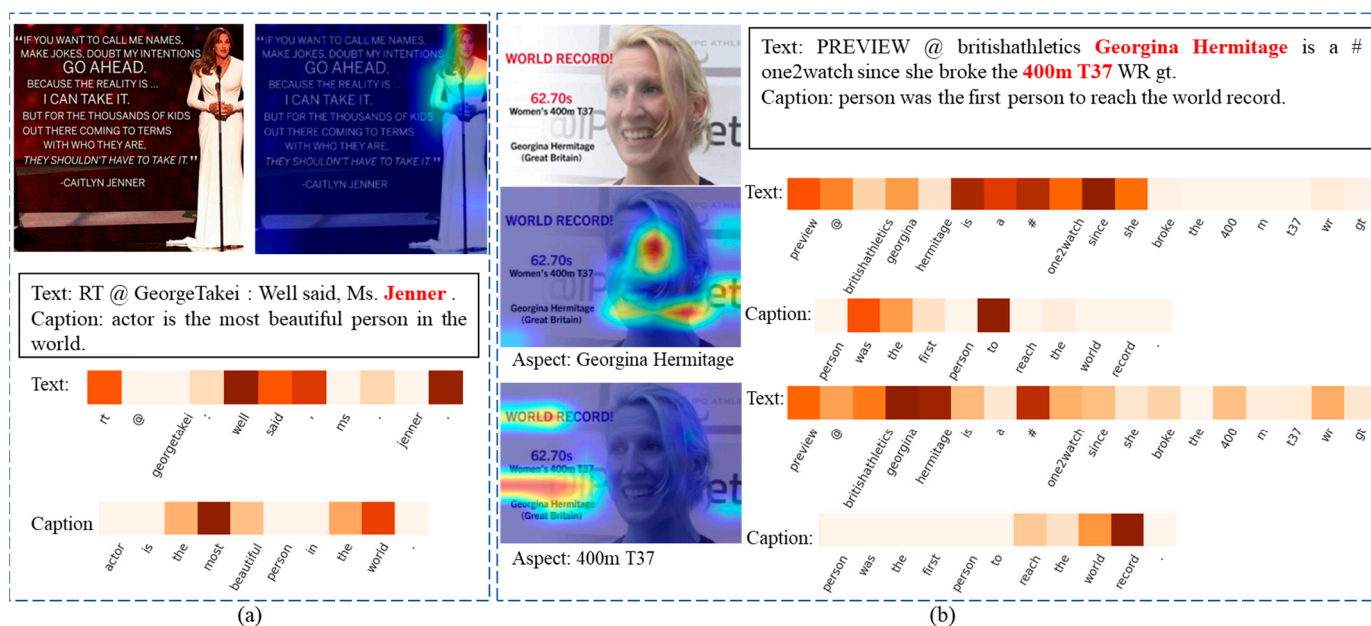 "IF YOU WANT TO CALL ME NAMES,
MAKE JOKES, DOUBT MY INTENTIONS
GO AHEAD.
BECAUSE THE REALITY IS ...
I CAN TAKE IT.
BUT FOR THE THOUSANDS OF KIDS
OUT THERE COMING TO TERMS
WITH WHO THEY ARE,
THEY SHOULDN'T HAVE TO TAKE IT."
-CAITLYN JENNER
"IF YOU WANT TO CALL ME NAMES,
MAKE JOKES, DOUBT MY INTENTIONS
GO AHEAD.
BECAUSE THE REALITY IS ...
I CAN TAKE IT.
BUT FOR THE THOUSANDS OF KIDS
OUT THERE COMING TO TERMS
WITH WHO THEY ARE,
THEY SHOULDN'T HAVE TO TAKE IT."
-CAITLYN JENNER
Text: RT @ GeorgeTakei : Well said, Ms. Jenner .
Caption: actor is the most beautiful person in the
world.
Text:
rt @ georgetakei : well said , ms . jenner .
Caption
actor is the most beautiful person in the world .
(a)
IPC ATHLE
WORLD RECORD!
62.70s
Women's 400m T37
@IP et
Georgina Hermitage
(Great Britain)
IPC ATHLE
WORLD RECORD!
62.70s
Women's 400m T37
@IP et
Georgina Hermitage
(Great Britain)
Aspect: Georgina Hermitage
IPC ATHLE
WORLD RECORD!
62.70s
Women's 400m T37
et
Georgina Hermitage
(Great Britain)
Aspect: 400m T37
Text: PREVIEW @ britishathletics Georgina Hermitage is a #
one2watch since she broke the 400m T37 WR gt.
Caption: person was the first person to reach the world record.
Text:
preview @ britishathletics georgina hermitage is a # one2watch since she broke the 400 m t37 wr gt
Caption:
person was the first person to reach the world record .
Text:
preview @ britishathletics georgina hermitage is a # one2watch since she broke the 400 m t37 wr gt
Caption:
person was the first person to reach the world record .
(b)